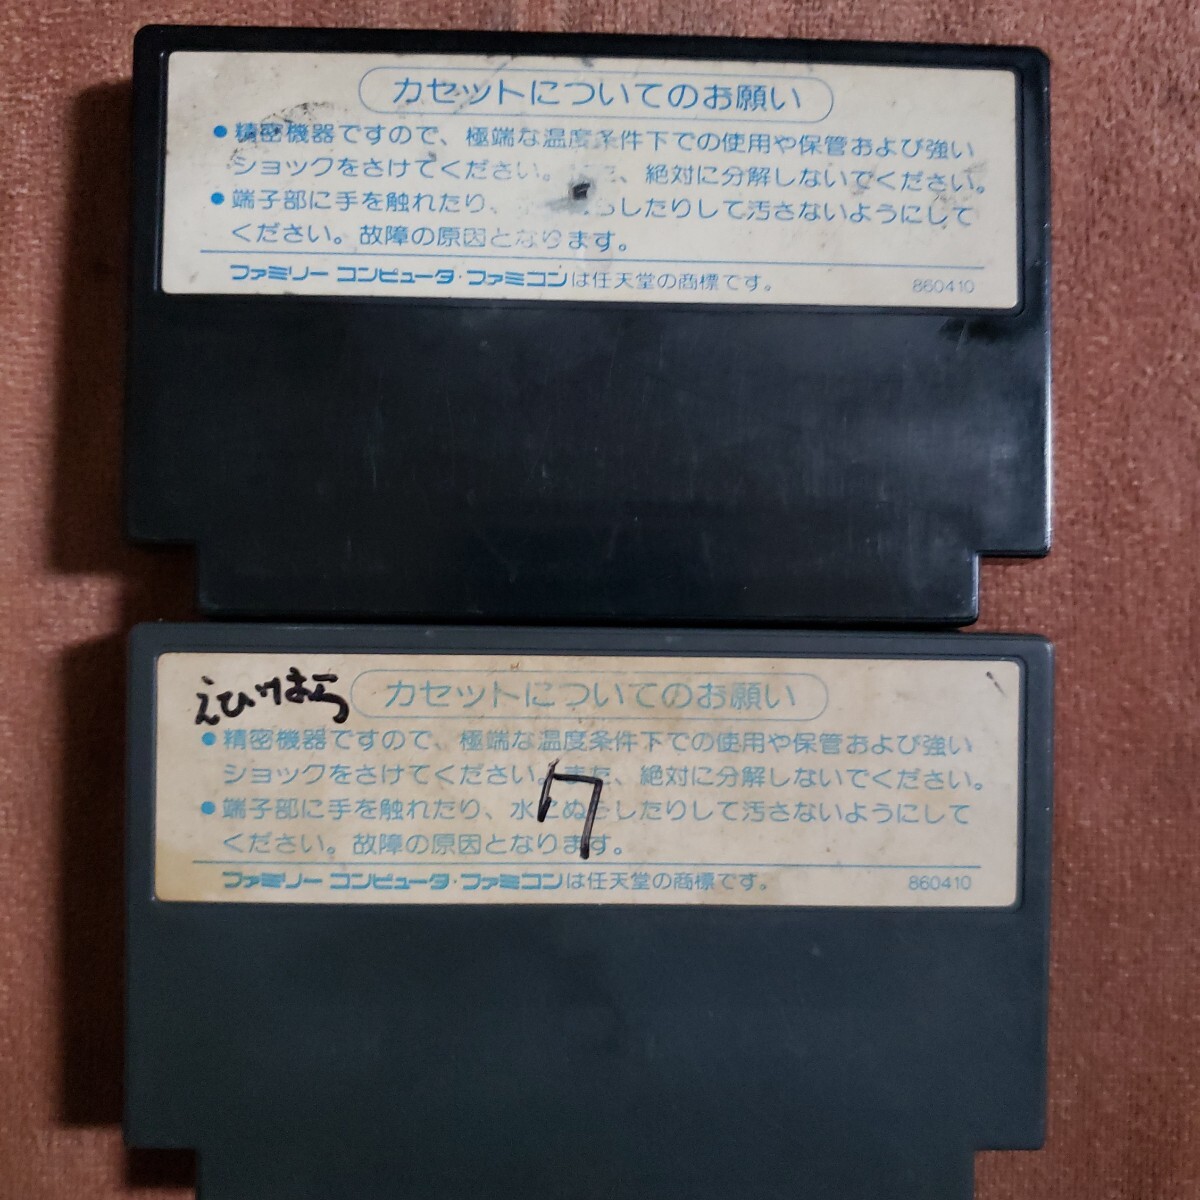 カセットについてのお願い
●精密機器ですので、極端な温度条件下での使用や保管および強い
ショックをさけてください。 、絶対に分解しないでください。
●端子部に手を触れたり、 らしたりして汚さないようにして
ください。故障の原因となります。
ファミリーコンピュータ・ファミコンは任天堂の商標です。 860410
カセットについてのお願い
●精密機器ですので、極端な温度条件下での使用や保管および強い
ショックをさけてください。また、絶対に分解しないでください。
7
●端子部に手を触れたり、水にぬらしたりして汚さないようにして
ください。故障の原因となります。
ファミリーコンピュータ・ファミコンは任天堂の商標です。 860410